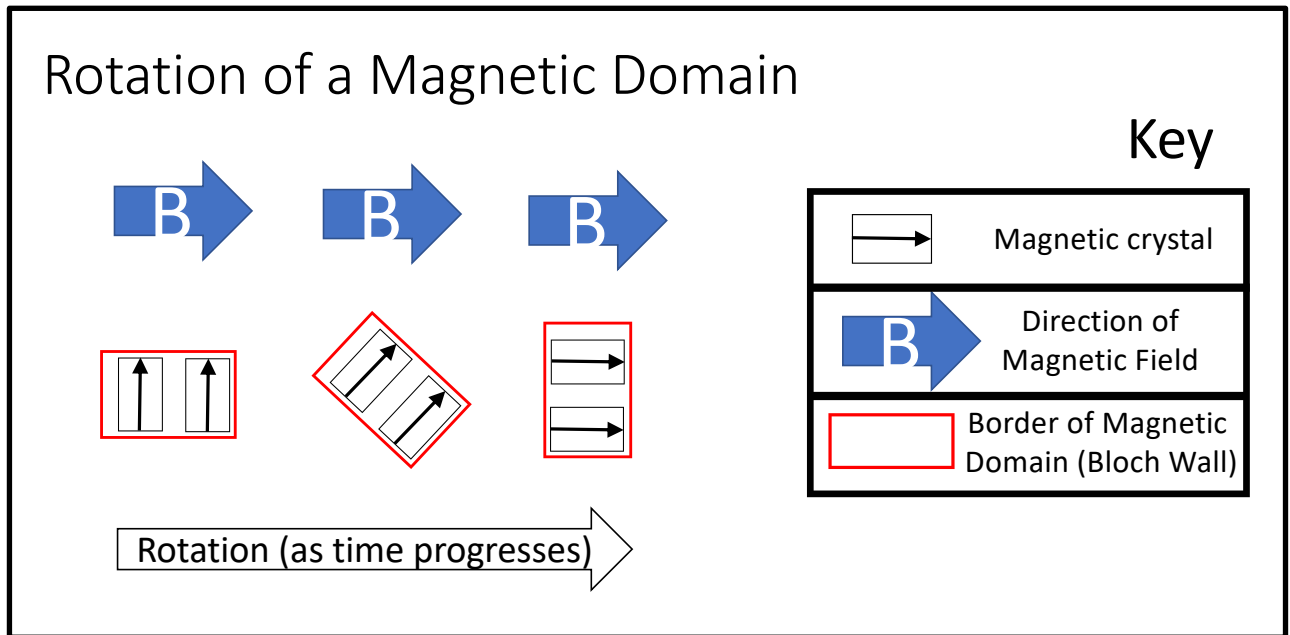 Rotation of a Magnetic Domain
Key
B
B
B
Magnetic crystal
B
Direction of
Magnetic Field
Border of Magnetic
Domain (Bloch Wall)
Rotation (as time progresses)